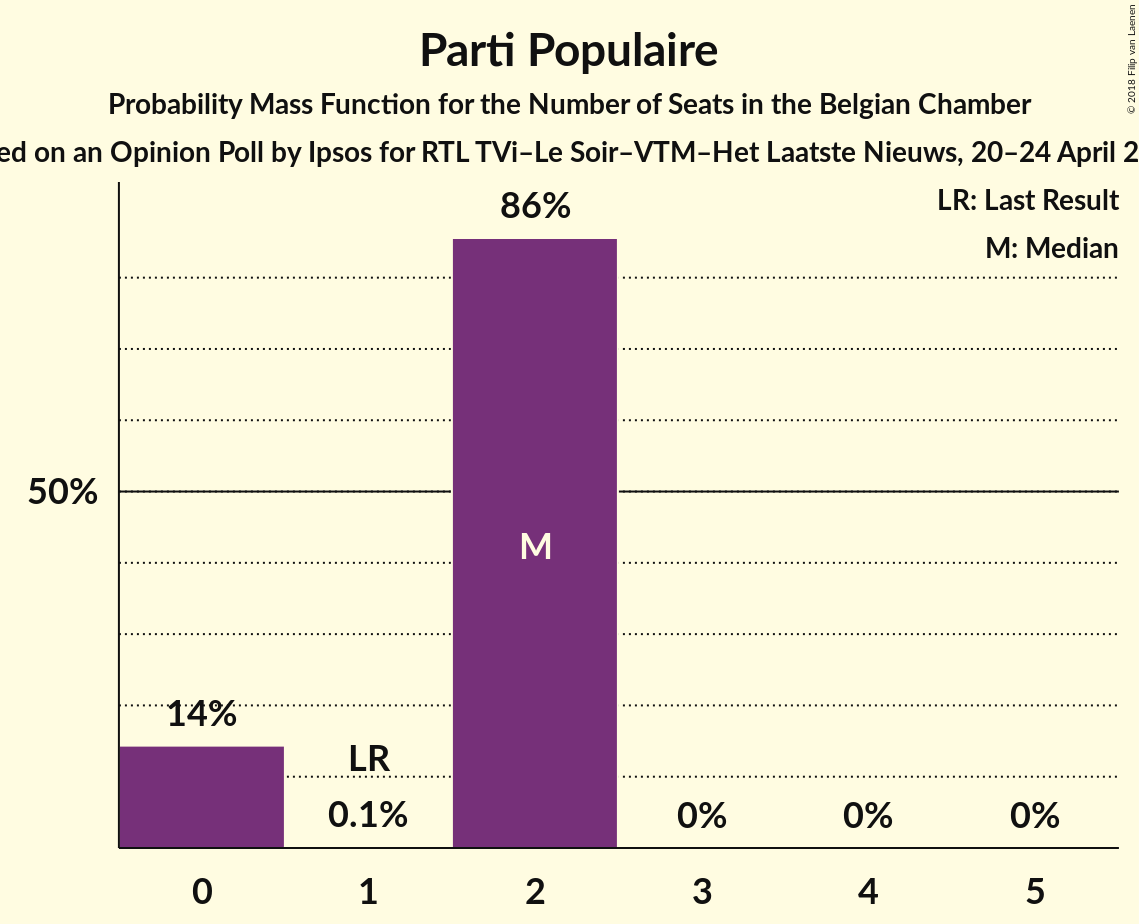 Parti Populaire
Probability Mass Function for the Number of Seats in the Belgian Chamber
ed on an Opinion Poll by Ipsos for RTL TVi–Le Soir–VTM–Het Laatste Nieuws, 20–24 April 2
© 2018 Filip van Laenen
LR: Last Result
M: Median
86%
50%
M
14%
LR
0.1%
0%
0%
0%
0
1
2
3
4
5